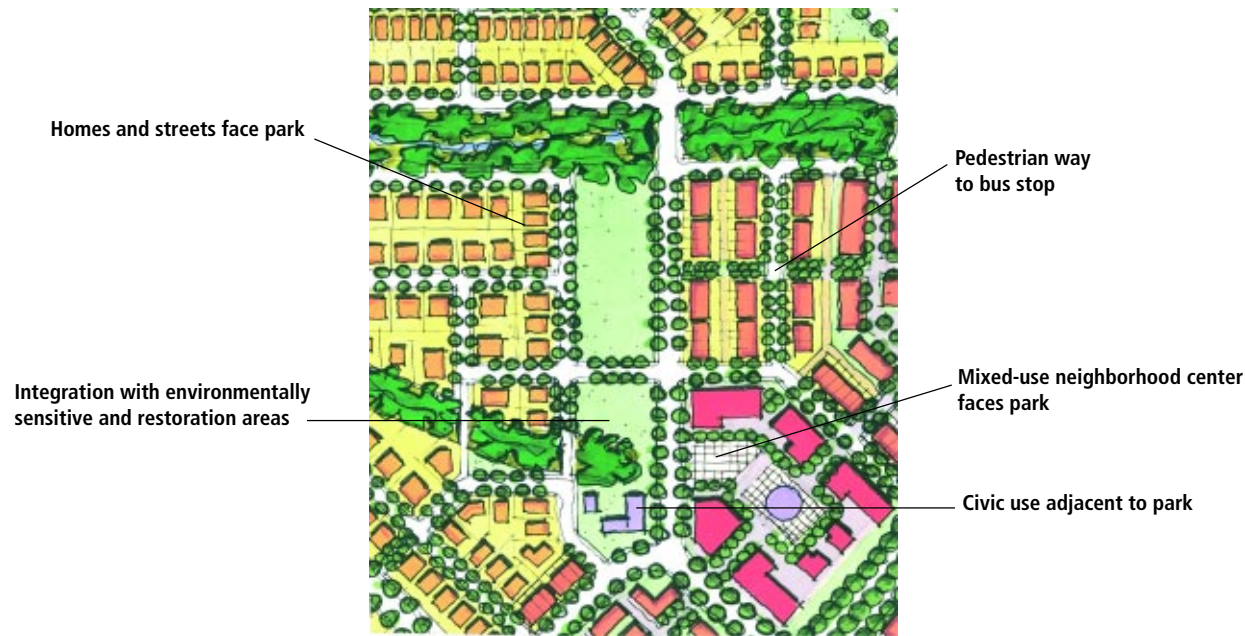 Homes and streets face park
Pedestrian way
to bus stop
Integration with environmentally
sensitive and restoration areas
Mixed-use neighborhood center
faces park
Civic use adjacent to park